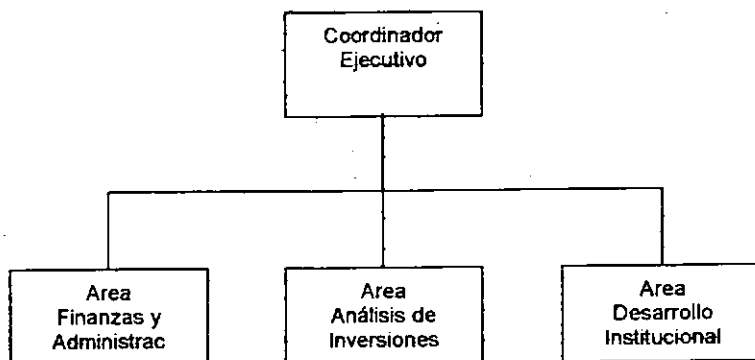 Coordinador
Ejecutivo
Area
Finanzas y
Administrac
Area
Análisis de
Inversiones
Area
Desarrollo
Institucional